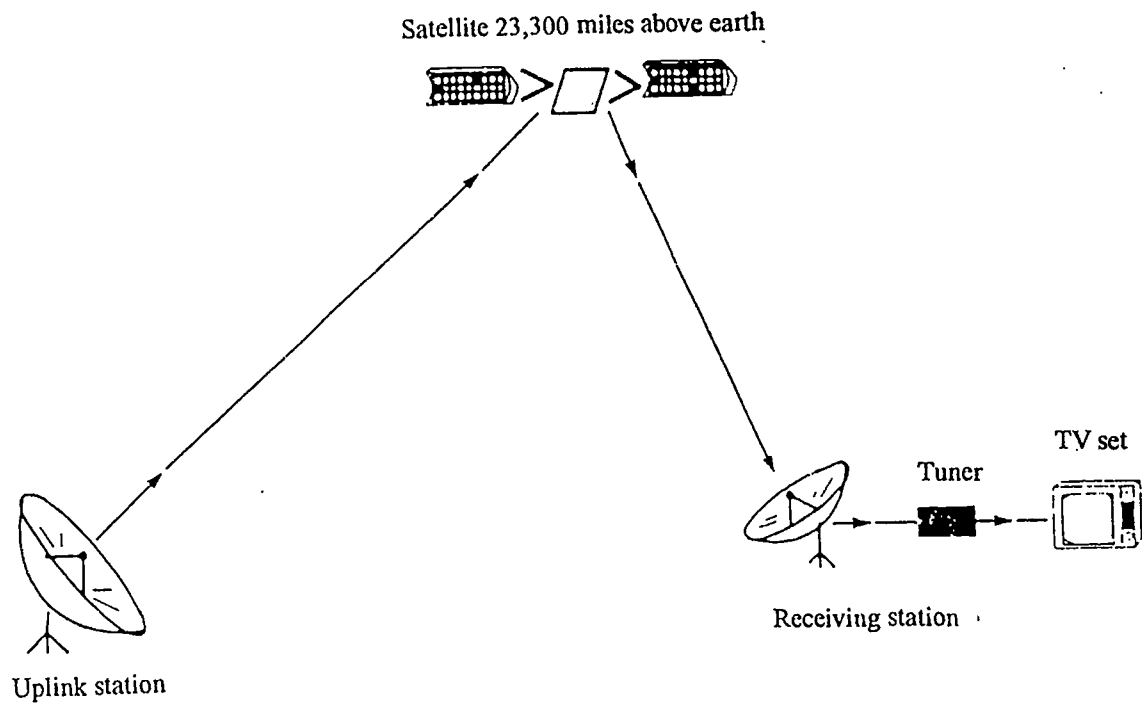 Satellite 23,300 miles above earth
TV set
Tuner
Receiving station
Uplink station